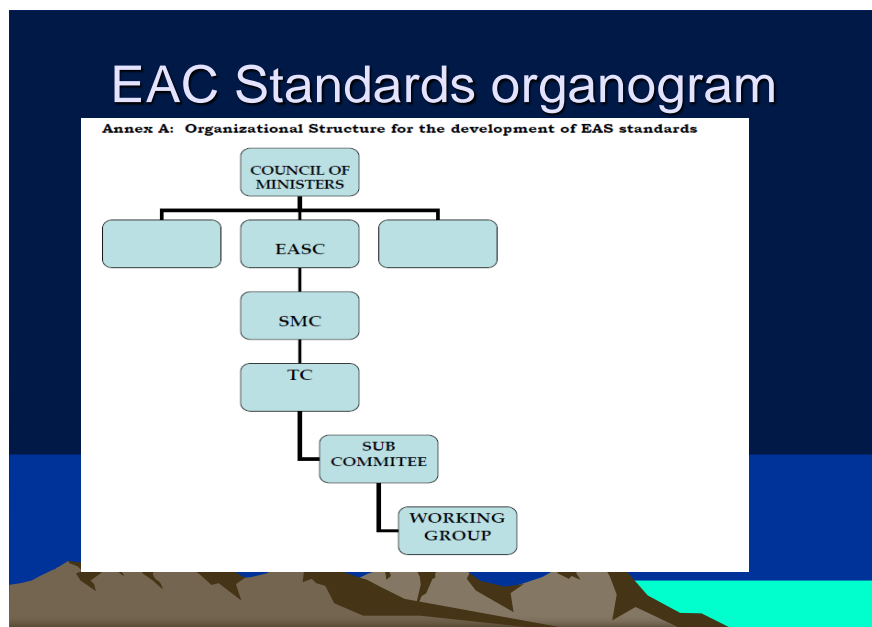 EAC Standards organogram
Annex A:  Organizational Structure for the development of EAS standards
COUNCIL OF
MINISTERS
EASC
SMC
TC
SUB
COMMITEE
WORKING
GROUP